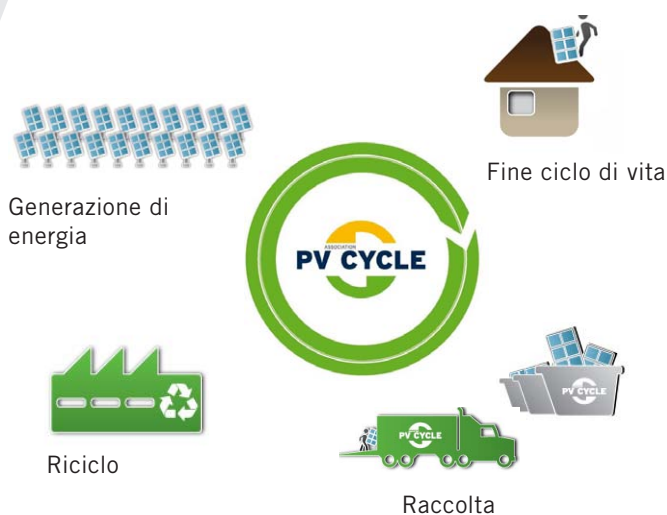 Fine ciclo di vita
Generazione di
energia
ASSOCIATION
PV CYCLE
PV CYCLE
PV CYCLE
Riciclo
Raccolta